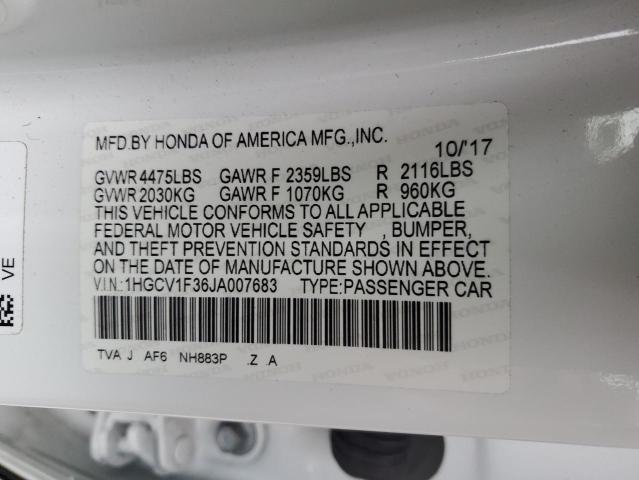 MFD.BY HONDA OF AMERICA MFG.,INC. 10/'17
GVWR 4475LBS GAWR F 2359LBS R 2116LBS
GVWR 2030KG GAWR F 1070KG R 960KG
THIS VEHICLE CONFORMS TO ALL APPLICABLE
FEDERAL MOTOR VEHICLE SAFETY , BUMPER,
AND THEFT PREVENTION STANDARDS IN EFFECT
ON THE DATE OF MANUFACTURE SHOWN ABOVE.
V.I.N.:1HGCV1F36JA007683 TYPE:PASSENGER CAR
TVA J AF6 NH883P .Z .A
VE